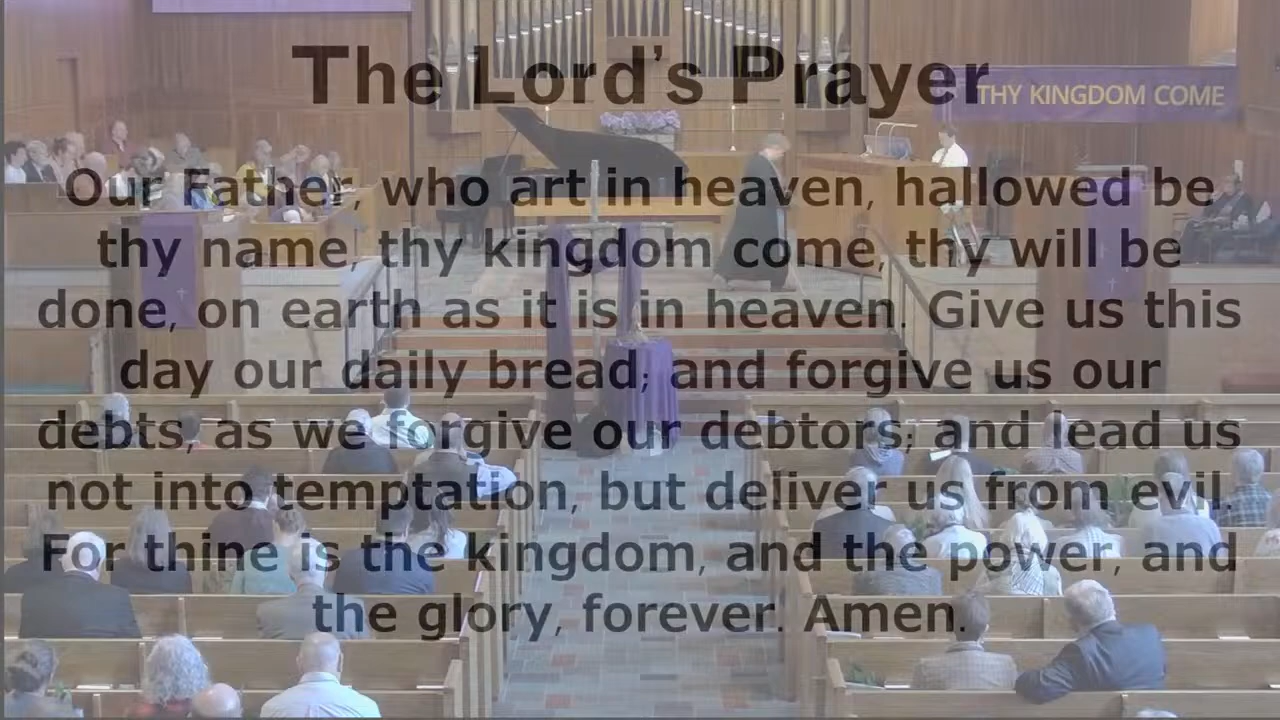 The Lord's Prayer
THY KINGDOM COME
Our Father, who art in heaven, hallowed be
thy name, thy kingdom come, thy will be
done, on earth as it is in heaven. Give us this
day our daily bread; and forgive us our
debts, as we forgive our debtors; and lead us
not into temptation, but deliver us from evil.
For thine is the kingdom, and the power, and
the glory, forever. Amen.